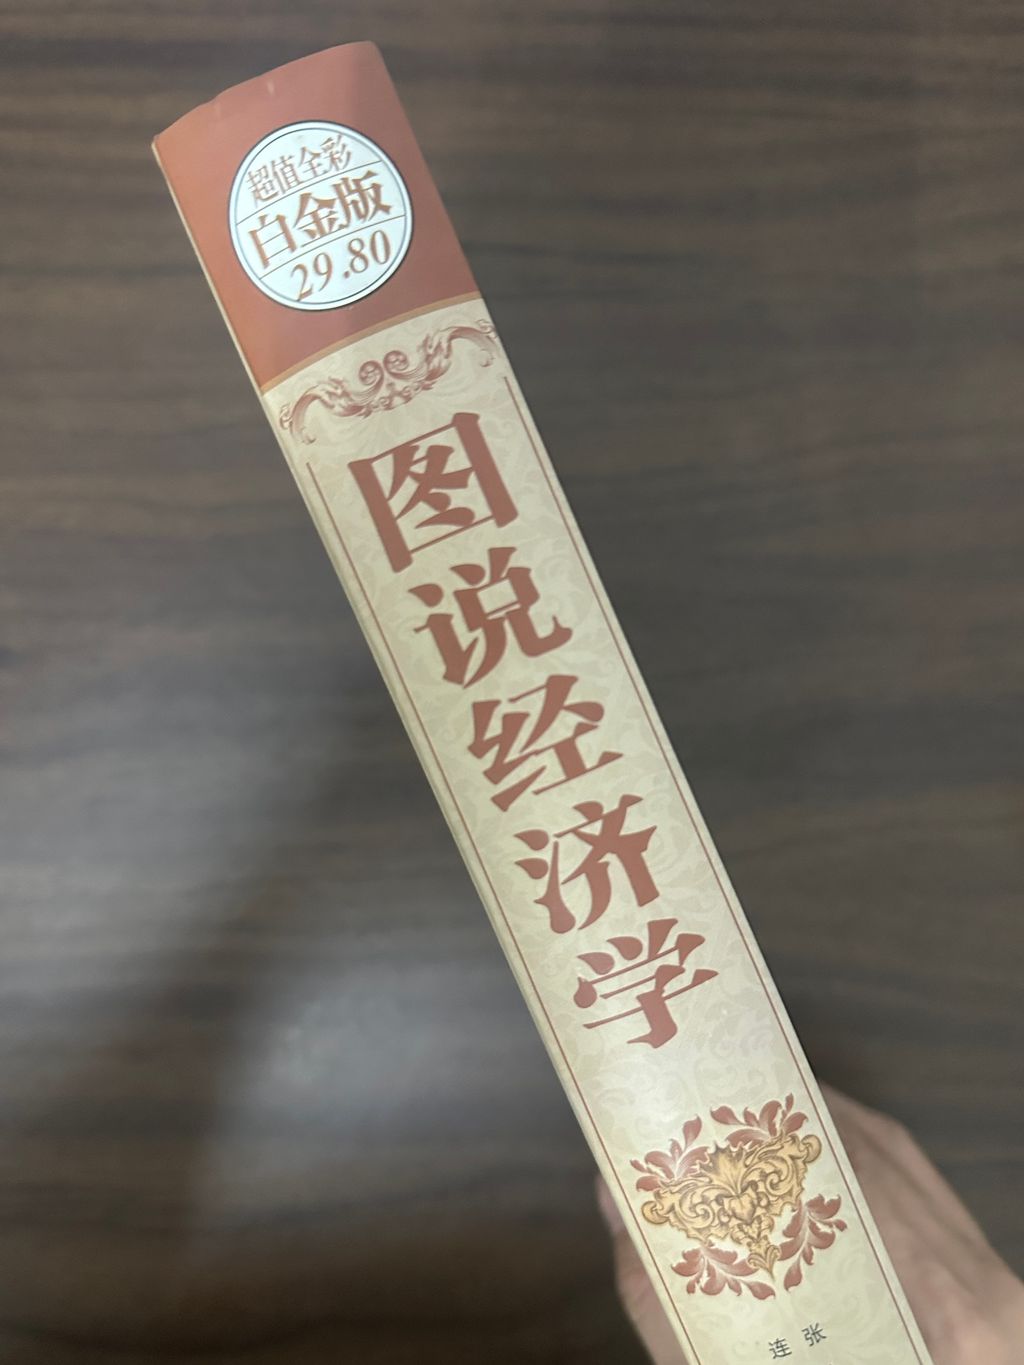 超值全彩
白金版
29.80
图说经济学
连 张